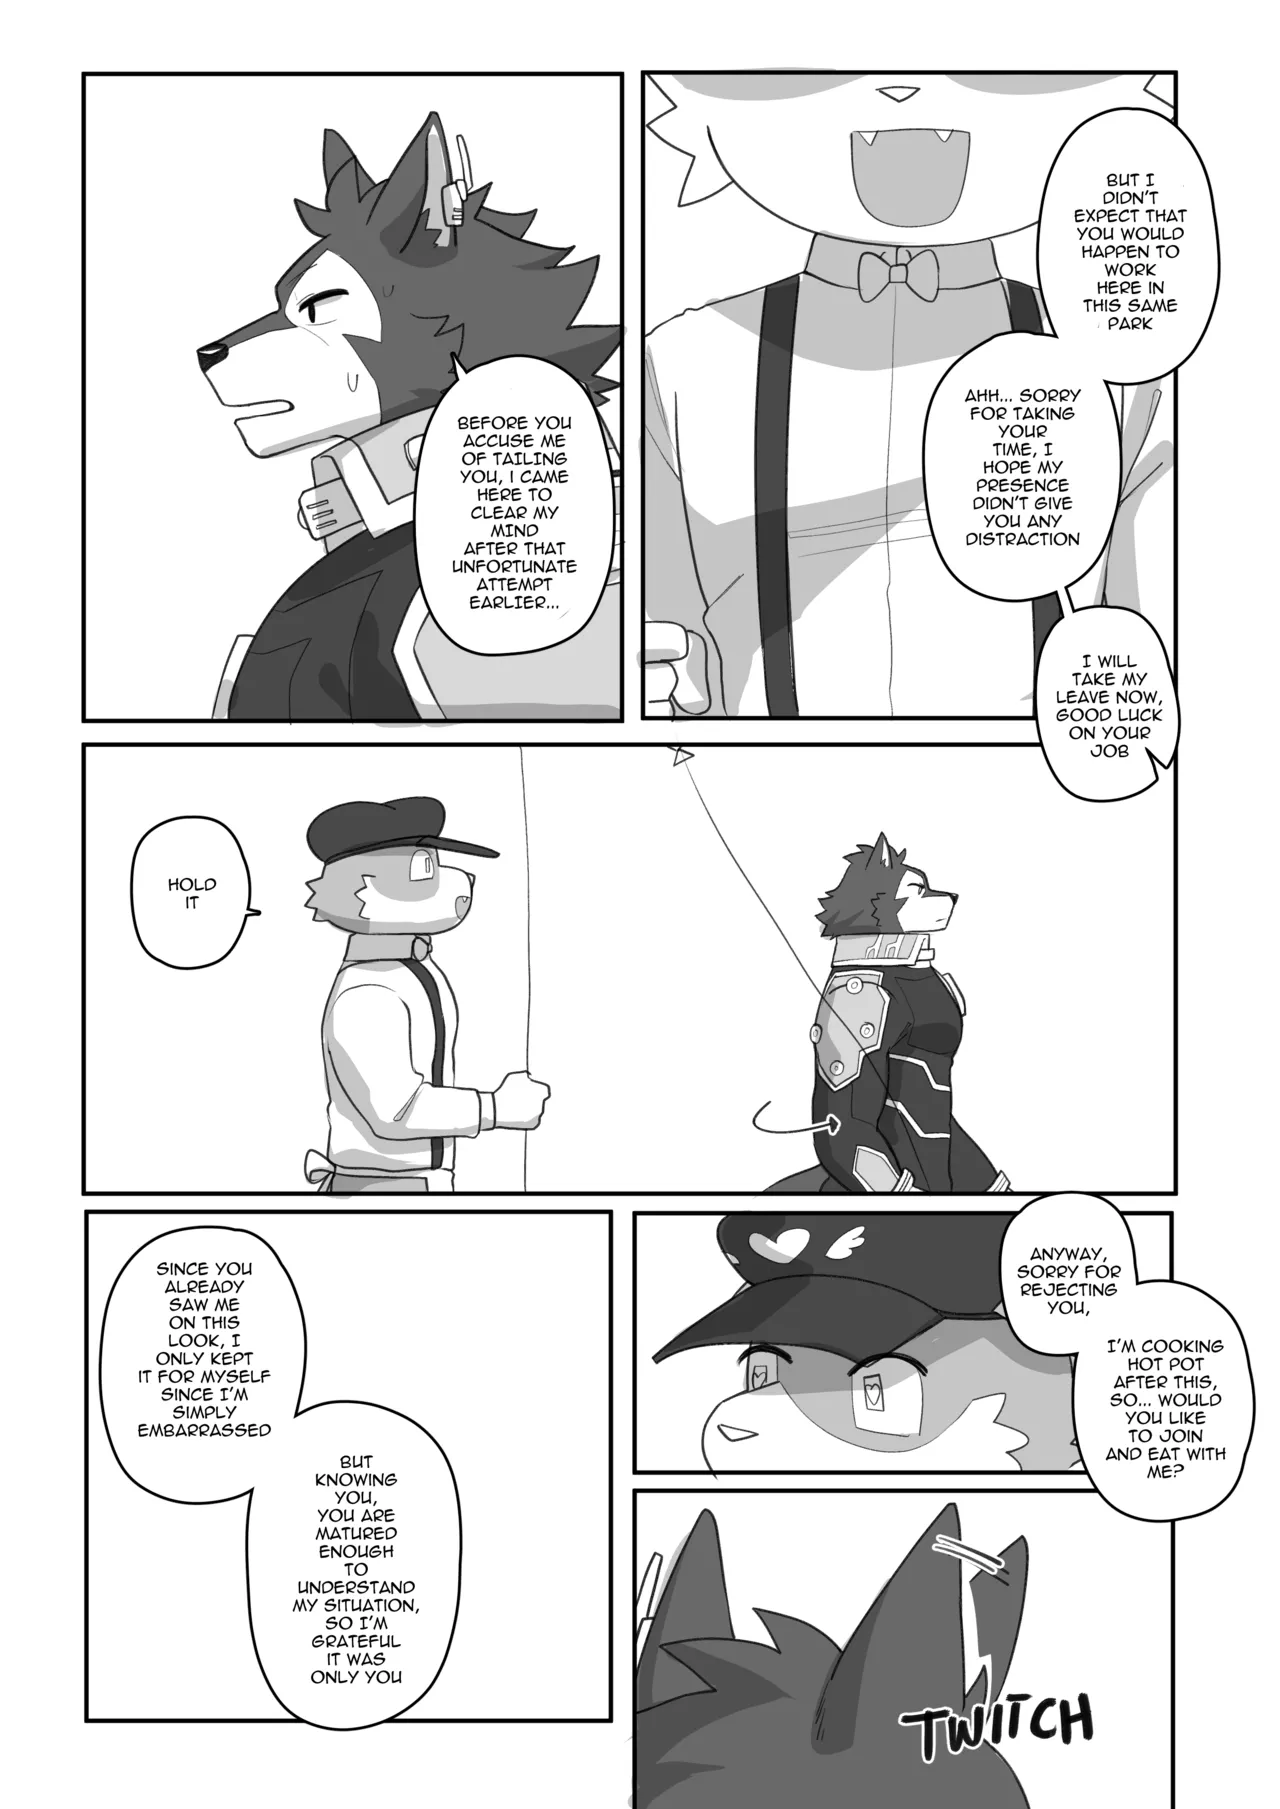 BEFORE YOU
ACCUSE ME
OF TAILING
YOU, I CAME
HERE TO
CLEAR MY
MIND
AFTER THAT
UNFORTUNATE
ATTEMPT
EARLIER...
BUT I
DIDN'T
EXPECT THAT
YOU WOULD
HAPPEN TO
WORK
HERE IN
THIS SAME
PARK
AHH... SORRY
FOR TAKING
YOUR
TIME, I
HOPE MY
PRESENCE
DIDN'T GIVE
YOU ANY
DISTRACTION
I WILL
TAKE MY
LEAVE NOW,
GOOD LUCK
ON YOUR
JOB
HOLD
IT
SINCE YOU
ALREADY
SAW ME
ON THIS
LOOK, I
ONLY KEPT
IT FOR MYSELF
SINCE I'M
SIMPLY
EMBARRASSED
BUT
KNOWING
YOU,
YOU ARE
MATURED
ENOUGH
TO
UNDERSTAND
MY SITUATION,
SO I'M
GRATEFUL
IT WAS
ONLY YOU
ANYWAY,
SORRY FOR
REJECTING
YOU,
I'M COOKING
HOT POT
AFTER THIS,
SO... WOULD
YOU LIKE
TO JOIN
AND EAT WITH
ME?
TWITCH